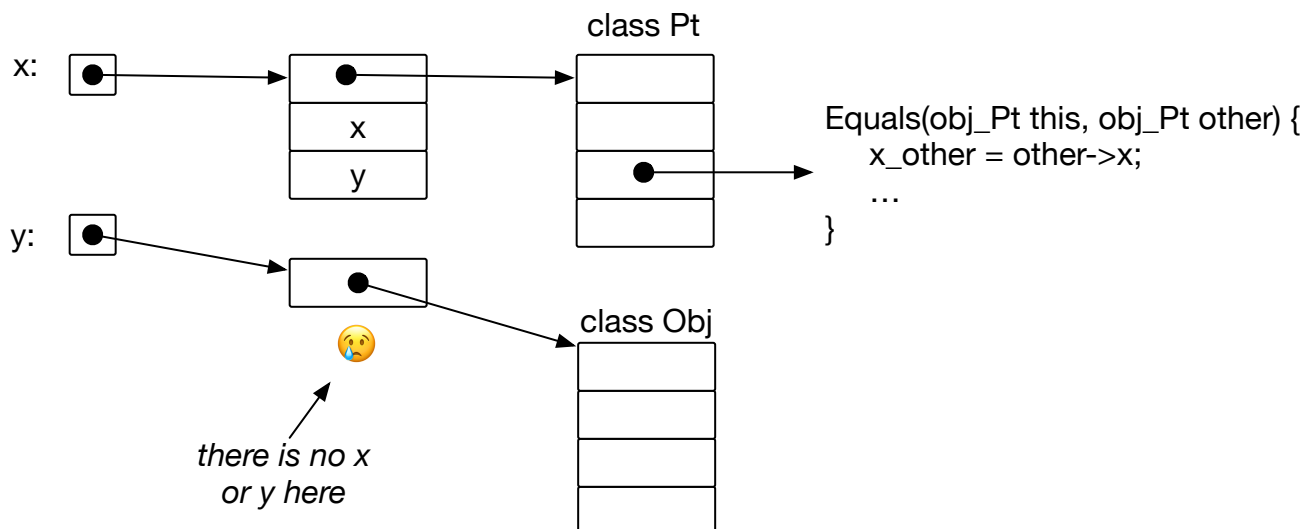 class Pt
x:
x
y
Equals(obj_Pt this, obj_Pt other) {
x_other = other->x;
…
}
y:
class Obj
there is no x
or y here